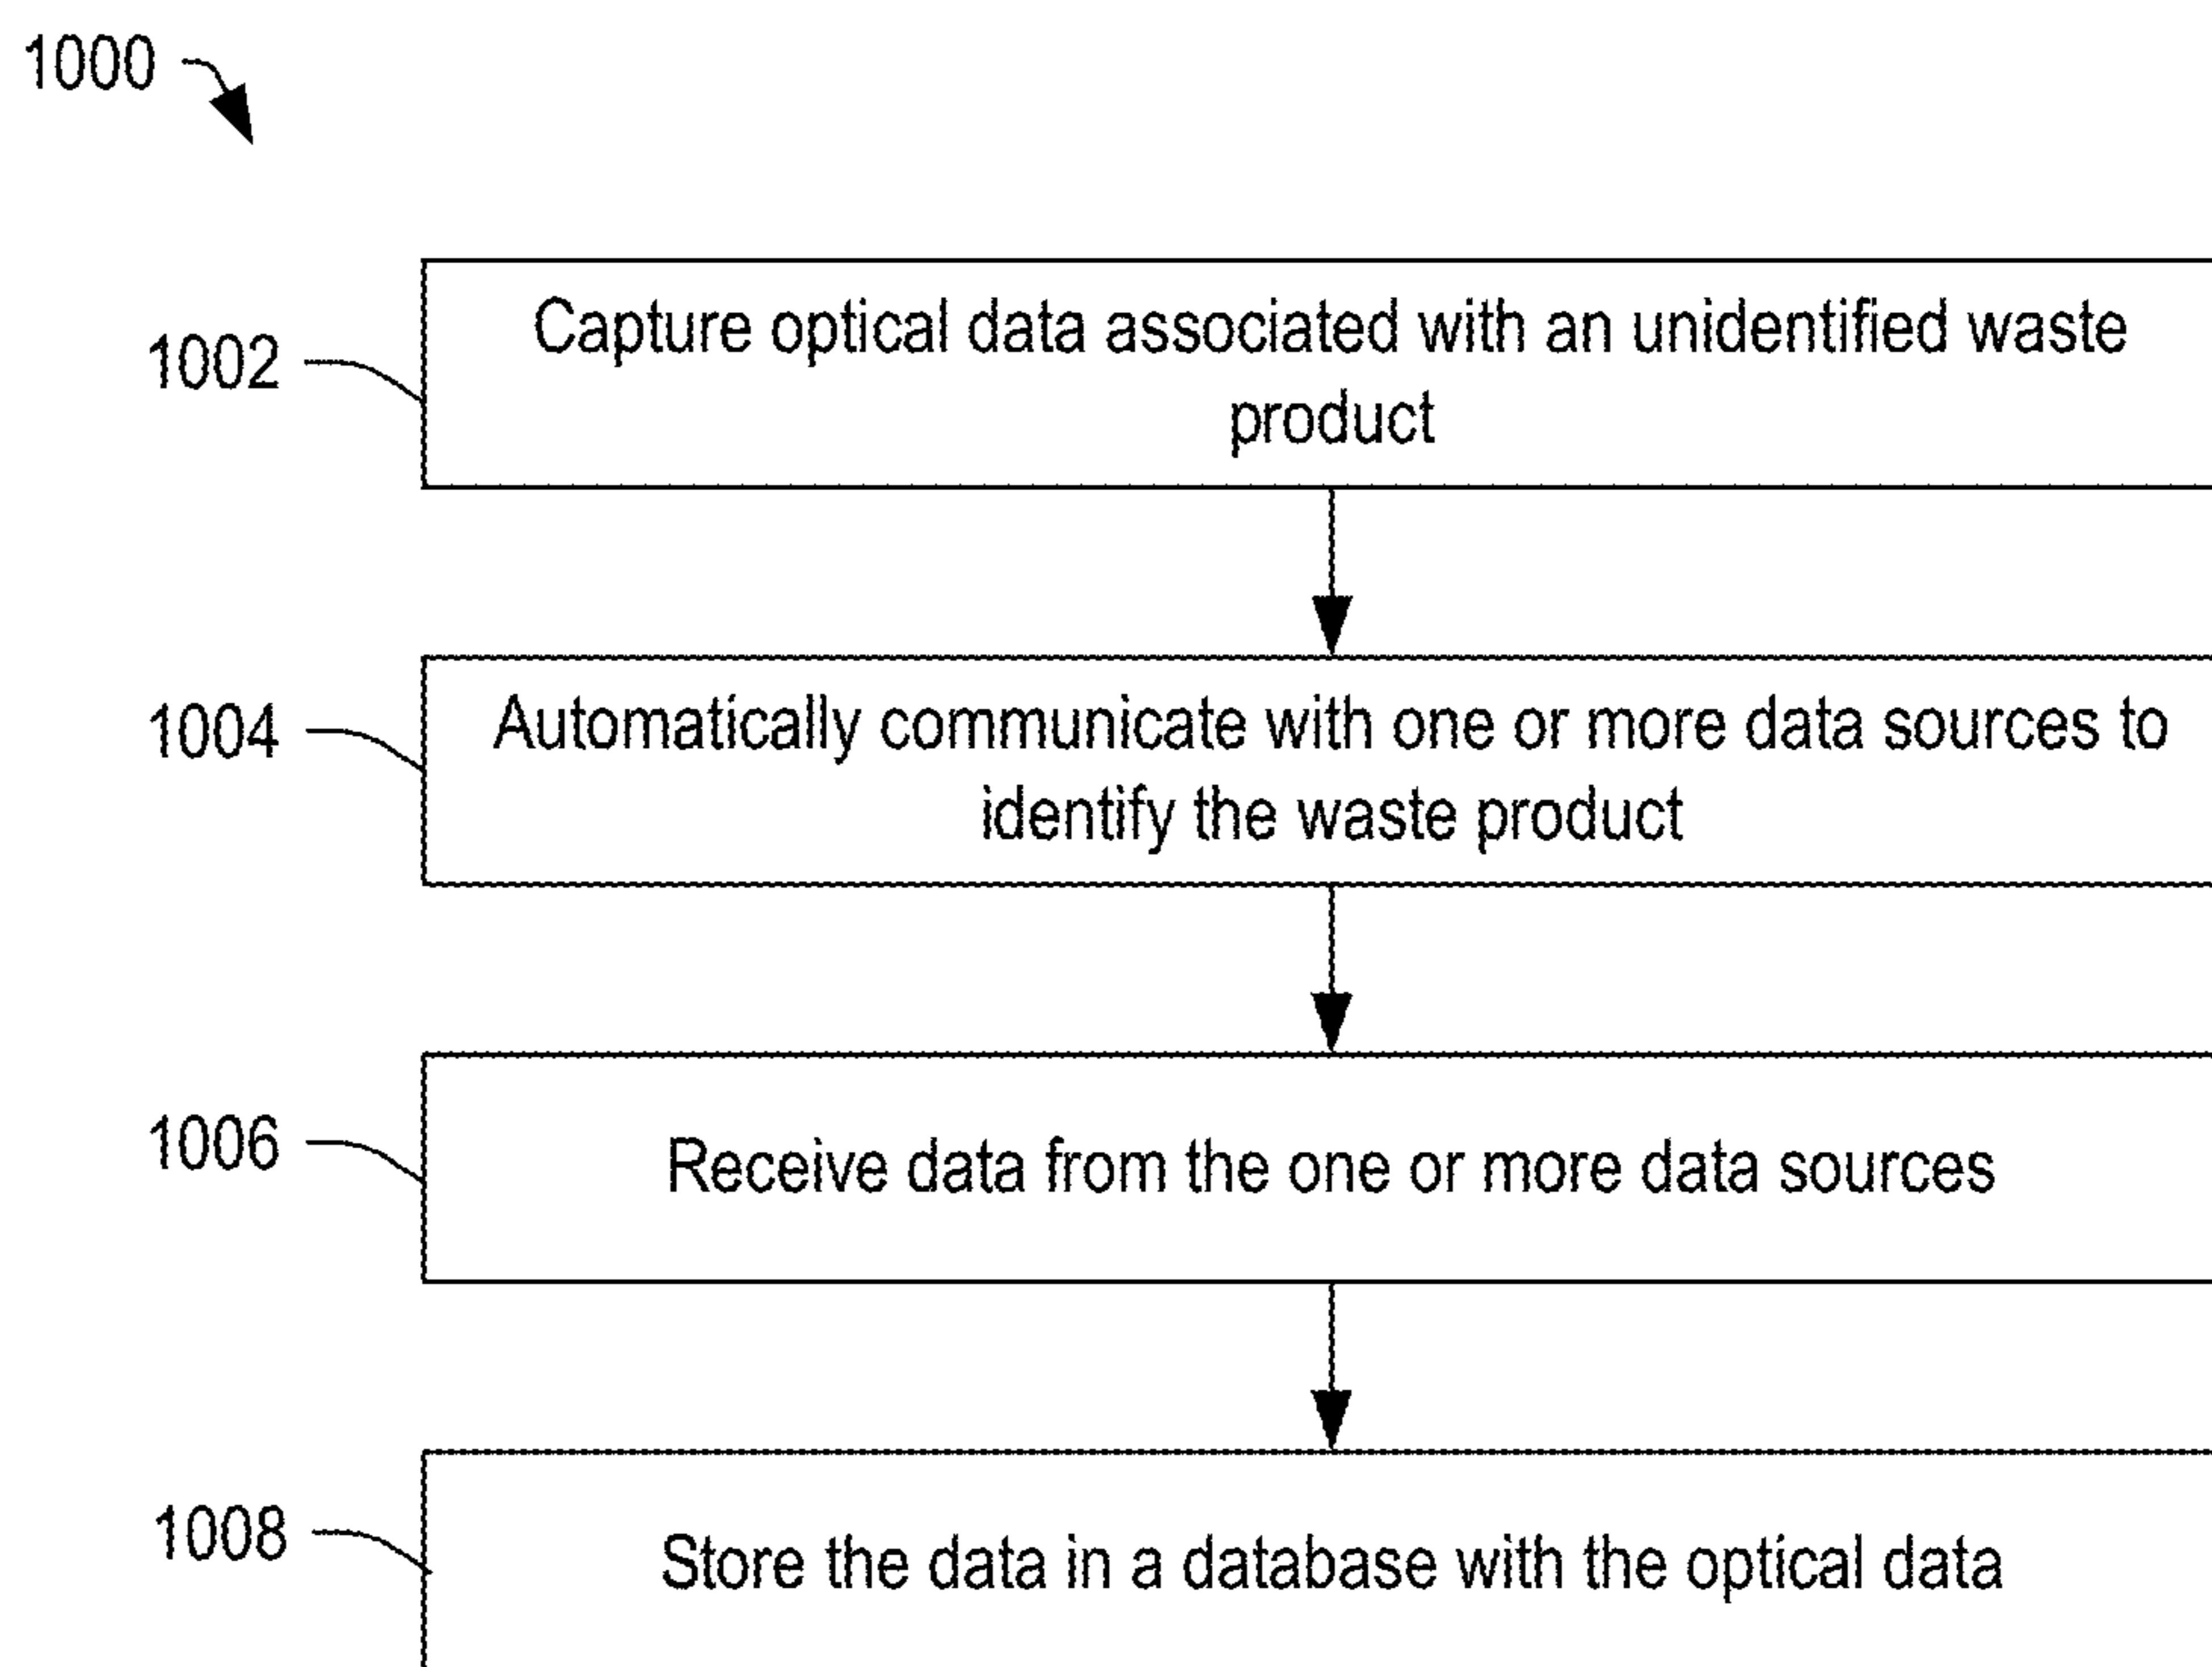 1000
1002
Capture optical data associated with an unidentified waste
product
1004
Automatically communicate with one or more data sources to
identify the waste product
1006
Receive data from the one or more data sources
1008
Store the data in a database with the optical data